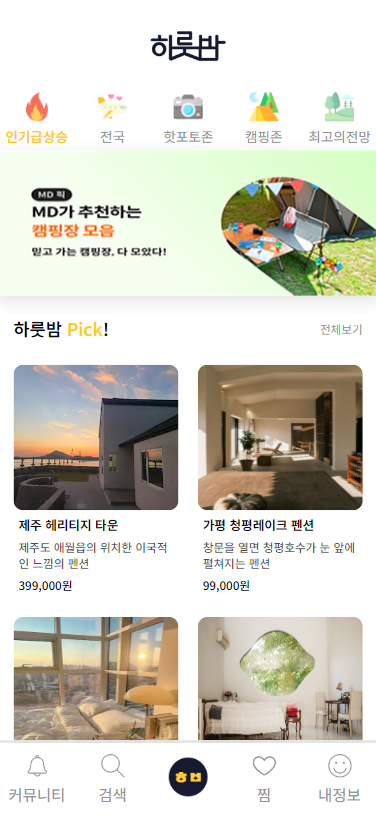 하룻밤
인기급상승
전국
핫포토존
캠핑존
최고의전망
MD 픽
MD가 추천하는
캠핑장 모음
믿고 가는 캠핑장, 다 모았다!
하룻밤 Pick!
전체보기
제주 헤리티지 타운
제주도 애월읍의 위치한 이국적
인 느낌의 펜션
399,000원
가평 청평레이크 펜션
창문을 열면 청평호수가 눈 앞에
펼쳐지는 펜션
99,000원
커뮤니티
검색
찜
내정보